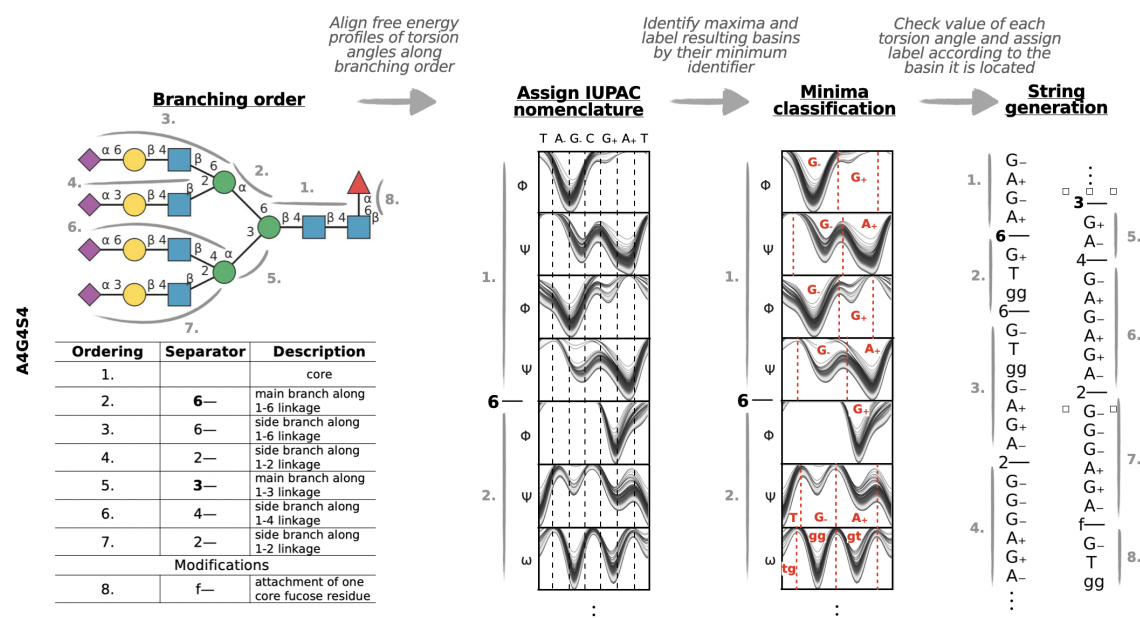 Align free energy
profiles of torsion
angles along
branching order
Identify maxima and
label resulting basins
by their minimum
identifier
Check value of each
torsion angle and assign
label according to the
basin it is located
Branching order
Assign IUPAC
nomenclature
Minima
classification
String
generation
A4G4S4
3.
α 6 β 4 β 6
2.
4.
2 α
1.
α 3 β 4 β
6.
6
3
β 4 β 4 β
α
6
8.
α 6 β 4 β 4 α
5.
2
α 3 β 4 β
7.
Ordering Separator Description
1. core
2. 6— main branch along
1-6 linkage
3. 6— side branch along
1-6 linkage
4. 2— side branch along
1-2 linkage
5. 3— main branch along
1-3 linkage
6. 4— side branch along
1-4 linkage
7. 2— side branch along
1-2 linkage
Modifications
8. f— attachment of one
core fucose residue
T A₋ G₋ C G₊ A₊ T
1.
Φ
Ψ
Φ
Ψ
6—
2.
Φ
Ψ
ω
⋮
1.
Φ G₋ G₊
Ψ G₋ A₊
Φ G₋ G₊
Ψ G₋ A₊
6—
2.
Φ G₊
Ψ T G₋ A₊
ω tg gg gt
⋮
1.
G₋
A₊
G₋
A₊
6—
2.
G₊
T
gg
6—
3.
G₋
T
gg
G₋
A₊
G₊
A₋
2—
4.
G₋
G₋
G₋
A₊
G₊
A₋
⋮
⋮
3—
G₊
A₋
5.
4—
G₋
A₊
G₋
A₊
G₊
A₋
6.
2—
G₋
G₋
G₋
A₊
G₊
A₋
7.
f—
G₋
T
gg
8.